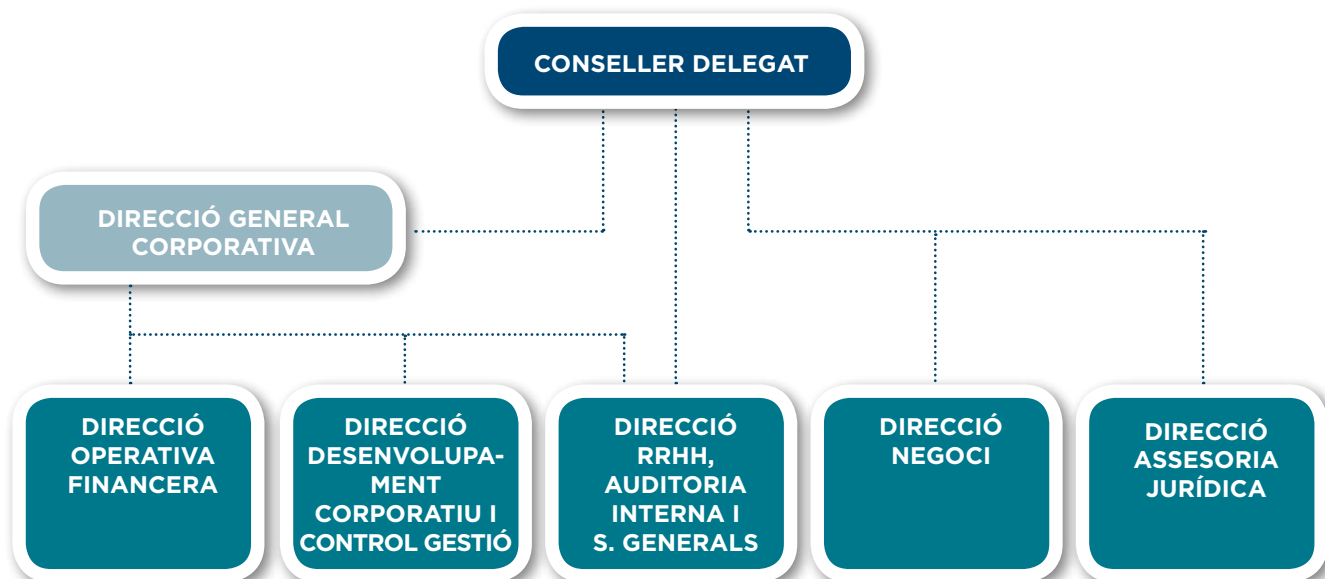 CONSELLER DELEGAT
DIRECCIÓ GENERAL
CORPORATIVA
DIRECCIÓ
OPERATIVA
FINANCERA
DIRECCIÓ
DESENVOLUPA-
MENT
CORPORATIU I
CONTROL GESTIÓ
DIRECCIÓ
RRHH,
AUDITORIA
INTERNA I
S. GENERALS
DIRECCIÓ
NEGOCI
DIRECCIÓ
ASSESORIA
JURÍDICA